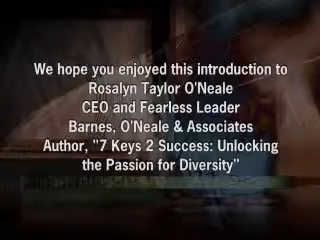 We hope you enjoyed this introduction to
Rosalyn Taylor O'Neale
CEO and Fearless Leader
Barnes, O'Neale & Associates
Author, "7 Keys 2 Success: Unlocking
the Passion for Diversity"